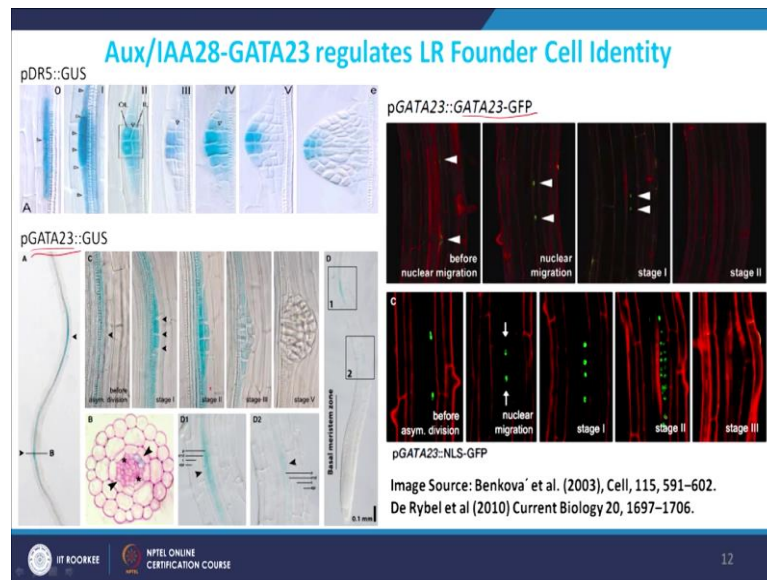 Aux/IAA28-GATA23 regulates LR Founder Cell Identity
pDR5::GUS
0 I II III IV V e
A
pGATA23::GUS
A
B
C
before
asym. division
stage I
stage II
stage III
stage V
B
D1
D2
D
1
2
Basal meristem zone
0.1 mm
pGATA23::GATA23-GFP
before
nuclear migration
nuclear
migration
stage I
stage II
C
before
asym. division
nuclear
migration
stage I
stage II
stage III
pGATA23::NLS-GFP
Image Source: Benkova´ et al. (2003), Cell, 115, 591–602.
De Rybel et al (2010) Current Biology 20, 1697–1706.
IIT ROORKEE
NPTEL ONLINE
CERTIFICATION COURSE
12